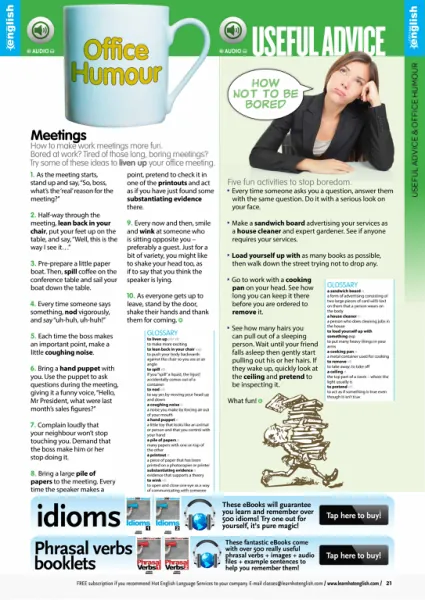 english
AUDIO
Office
Humour
Meetings
How to make work meetings more fun.
Bored at work? Tired of those long, boring meetings?
Try some of these ideas to liven up your office meeting.
1. As the meeting starts,
stand up and say, "So, boss,
what's the 'real' reason for the
meeting?"
2. Half-way through the
meeting, lean back in your
chair, put your feet up on the
table, and say, "Well, this is the
way I see it…"
3. Pre-prepare a little paper
boat. Then, spill coffee on the
conference table and sail your
boat down the table.
4. Every time someone says
something, nod vigorously,
and say "uh-huh, uh-huh!"
5. Each time the boss makes
an important point, make a
little coughing noise.
6. Bring a hand puppet with
you. Use the puppet to ask
questions during the meeting,
giving it a funny voice, "Hello,
Mr President, what were last
month's sales figures?"
7. Complain loudly that
your neighbour won't stop
touching you. Demand that
the boss make him or her
stop doing it.
8. Bring a large pile of
papers to the meeting. Every
time the speaker makes a
point, pretend to check it in
one of the printouts and act
as if you have just found some
substantiating evidence
there.
9. Every now and then, smile
and wink at someone who
is sitting opposite you –
preferably a guest. Just for a
bit of variety, you might like
to shake your head too, as
if to say that you think the
speaker is lying.
10. As everyone gets up to
leave, stand by the door,
shake their hands and thank
them for coming.
GLOSSARY
to liven up
to make more exciting
to lean back in your chair
to push your body backwards
against the chair as you are at an
angle
to spill
if you "spill" a liquid, the liquid
accidentally comes out of a
container
to nod
to say yes by moving your head up
and down
a coughing noise
a noise you make by forcing air out
of your mouth
a hand puppet
a little toy that looks like an animal
or person and that you control with
your hand
a pile of papers
many papers with one on top of
the other
a printout
a piece of paper that has been
printed on a photocopier or printer
substantiating evidence
evidence that supports a theory
to wink
to open and close one eye as a way
of communicating with someone
AUDIO
USEFUL ADVICE
english
HOW
NOT TO BE
BORED
Five fun activities to stop boredom.
• Every time someone asks you a question, answer them
with the same question. Do it with a serious look on
your face.
• Make a sandwich board advertising your services as
a house cleaner and expert gardener. See if anyone
requires your services.
• Load yourself up with as many books as possible,
then walk down the street trying not to drop any.
• Go to work with a cooking
pan on your head. See how
long you can keep it there
before you are ordered to
remove it.
• See how many hairs you
can pull out of a sleeping
person. Wait until your friend
falls asleep then gently start
pulling out his or her hairs. If
they wake up, quickly look at
the ceiling and pretend to
be inspecting it.
What fun!
GLOSSARY
a sandwich board
a form of advertising consisting of
two large pieces of card with text
on them that a person wears on
the body
a house cleaner
a person who does cleaning jobs in
the house
to load yourself up with
something
to put many heavy things in your
arms
a cooking pan
a metal container used for cooking
to remove
to take away; to take off
a ceiling
the top part of a room – where the
light usually is
to pretend
to act as if something is true even
though it isn't true
USEFUL ADVICE & OFFICE HUMOUR
idioms
Idioms
Idioms
These eBooks will guarantee
you learn and remember over
500 idioms! Try one out for
yourself, it's pure magic!
Tap here to buy!
Phrasal verbs
booklets
Phrasal
Verbs
Phrasal
Verbs
These fantastic eBooks come
with over 500 really useful
phrasal verbs + images + audio
files + example sentences to
help you remember them!
Tap here to buy!
FREE subscription if you recommend Hot English Language Services to your company. E-mail classes@learnhotenglish.com / www.learnhotenglish.com / 21